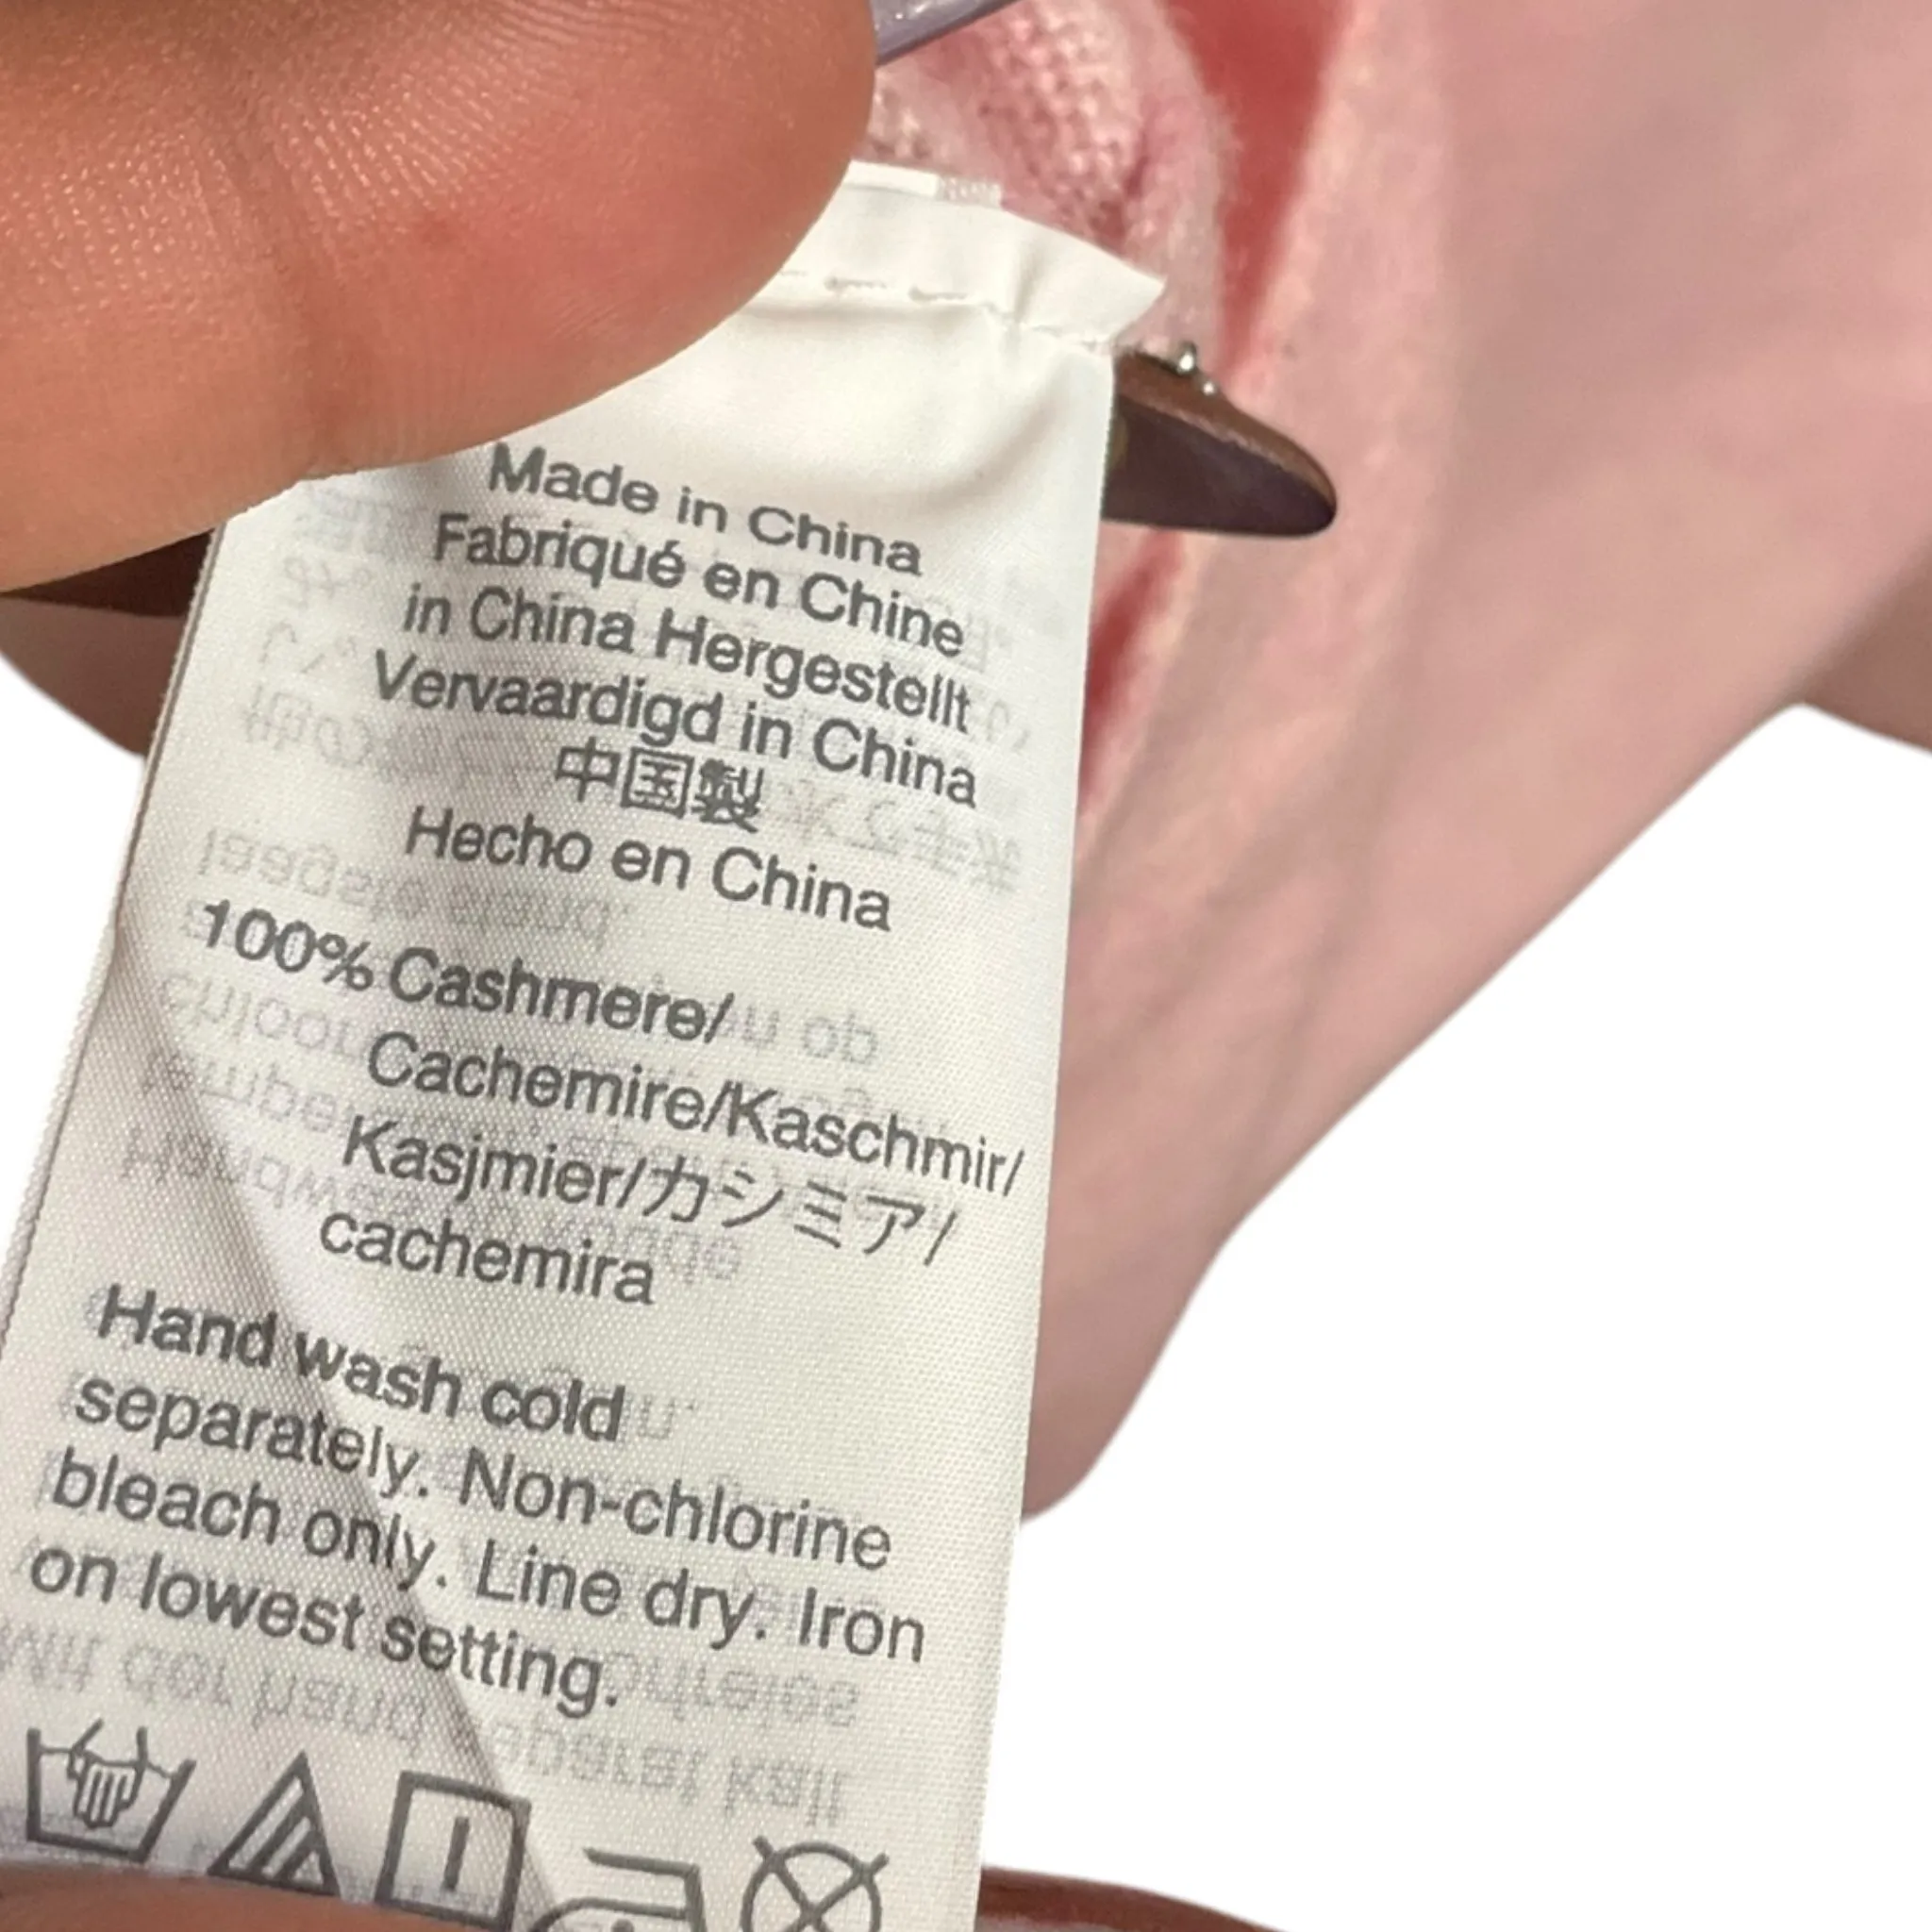 Made in China
Fabriqué en Chine
in China Hergestellt
Vervaardigd in China
中国製
Hecho en China
100% Cashmere/
Cachemire/Kaschmir/
Kasjmier/カシミア/
cachemira
Hand wash cold
separately. Non-chlorine
bleach only. Line dry. Iron
on lowest setting.